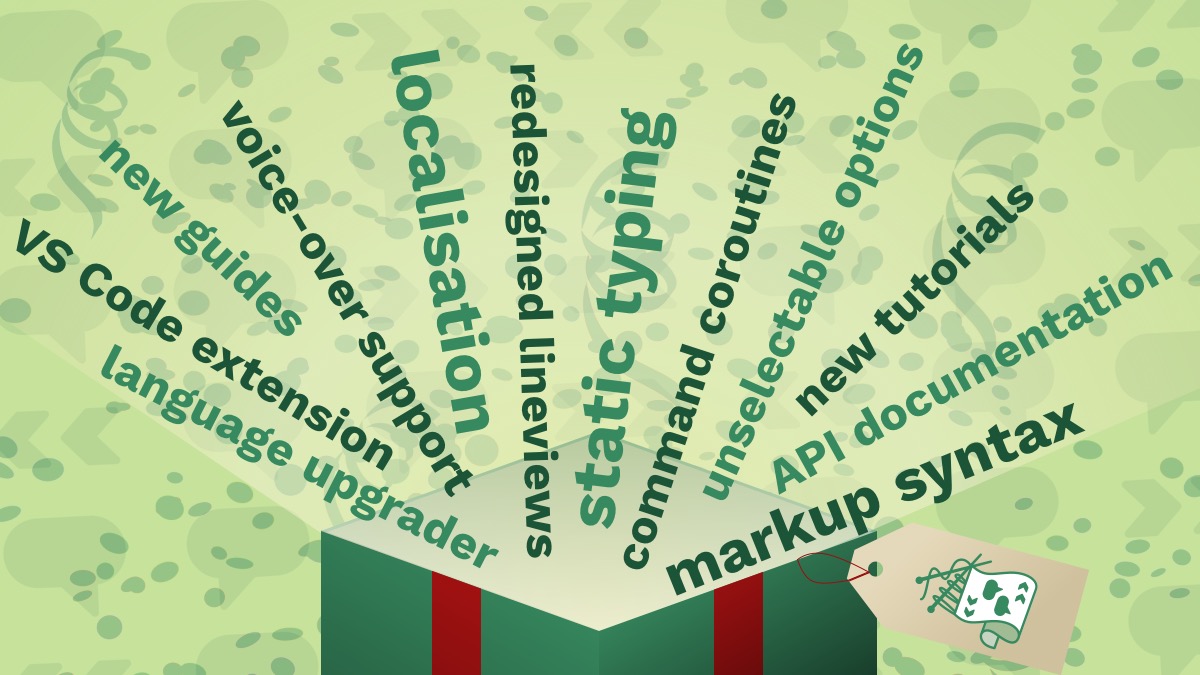 VS Code extension
language upgrader
new guides
voice-over support
localisation
redesigned lineviews
static typing
command coroutines
unselectable options
new tutorials
API documentation
markup syntax